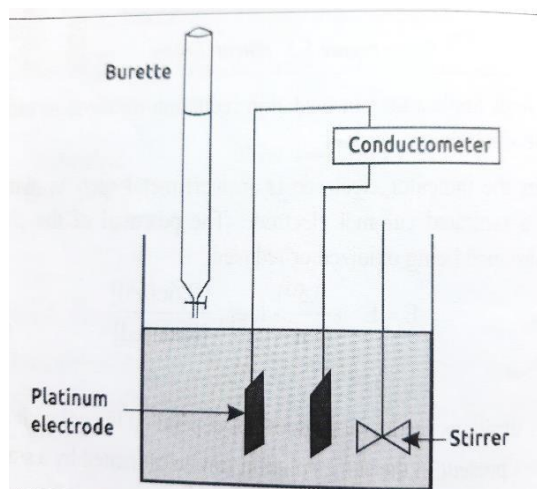 Burette
Conductometer
Platinum
electrode
Stirrer